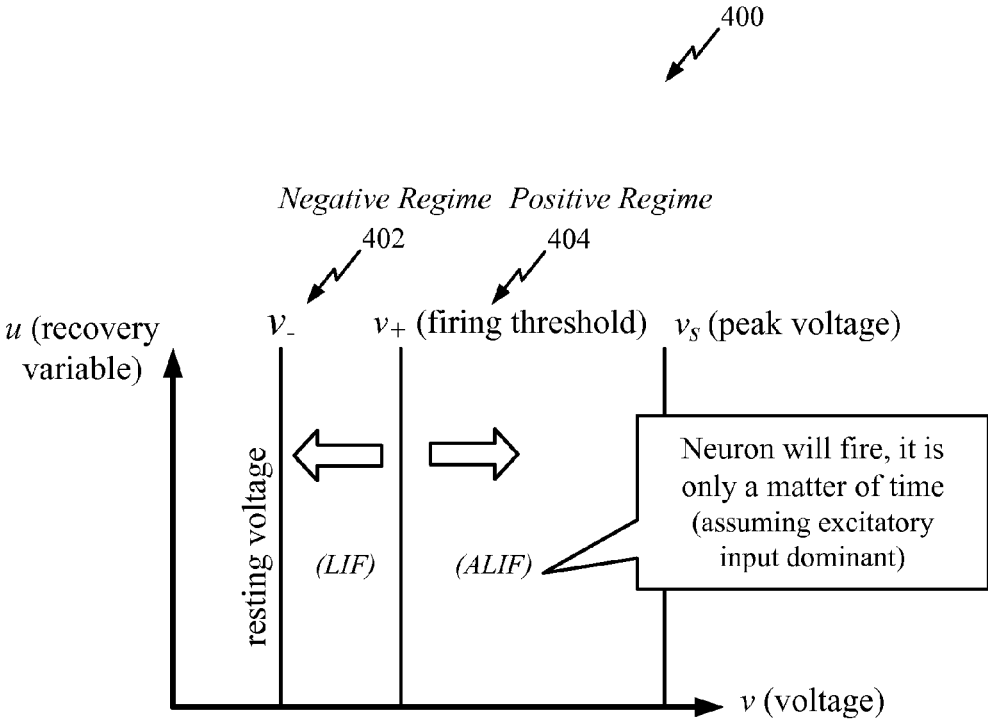 400
Negative Regime Positive Regime
402
404
u (recovery
variable)
v- 
v+ (firing threshold)
vs (peak voltage)
resting voltage
(LIF)
(ALIF)
Neuron will fire, it is
only a matter of time
(assuming excitatory
input dominant)
v (voltage)